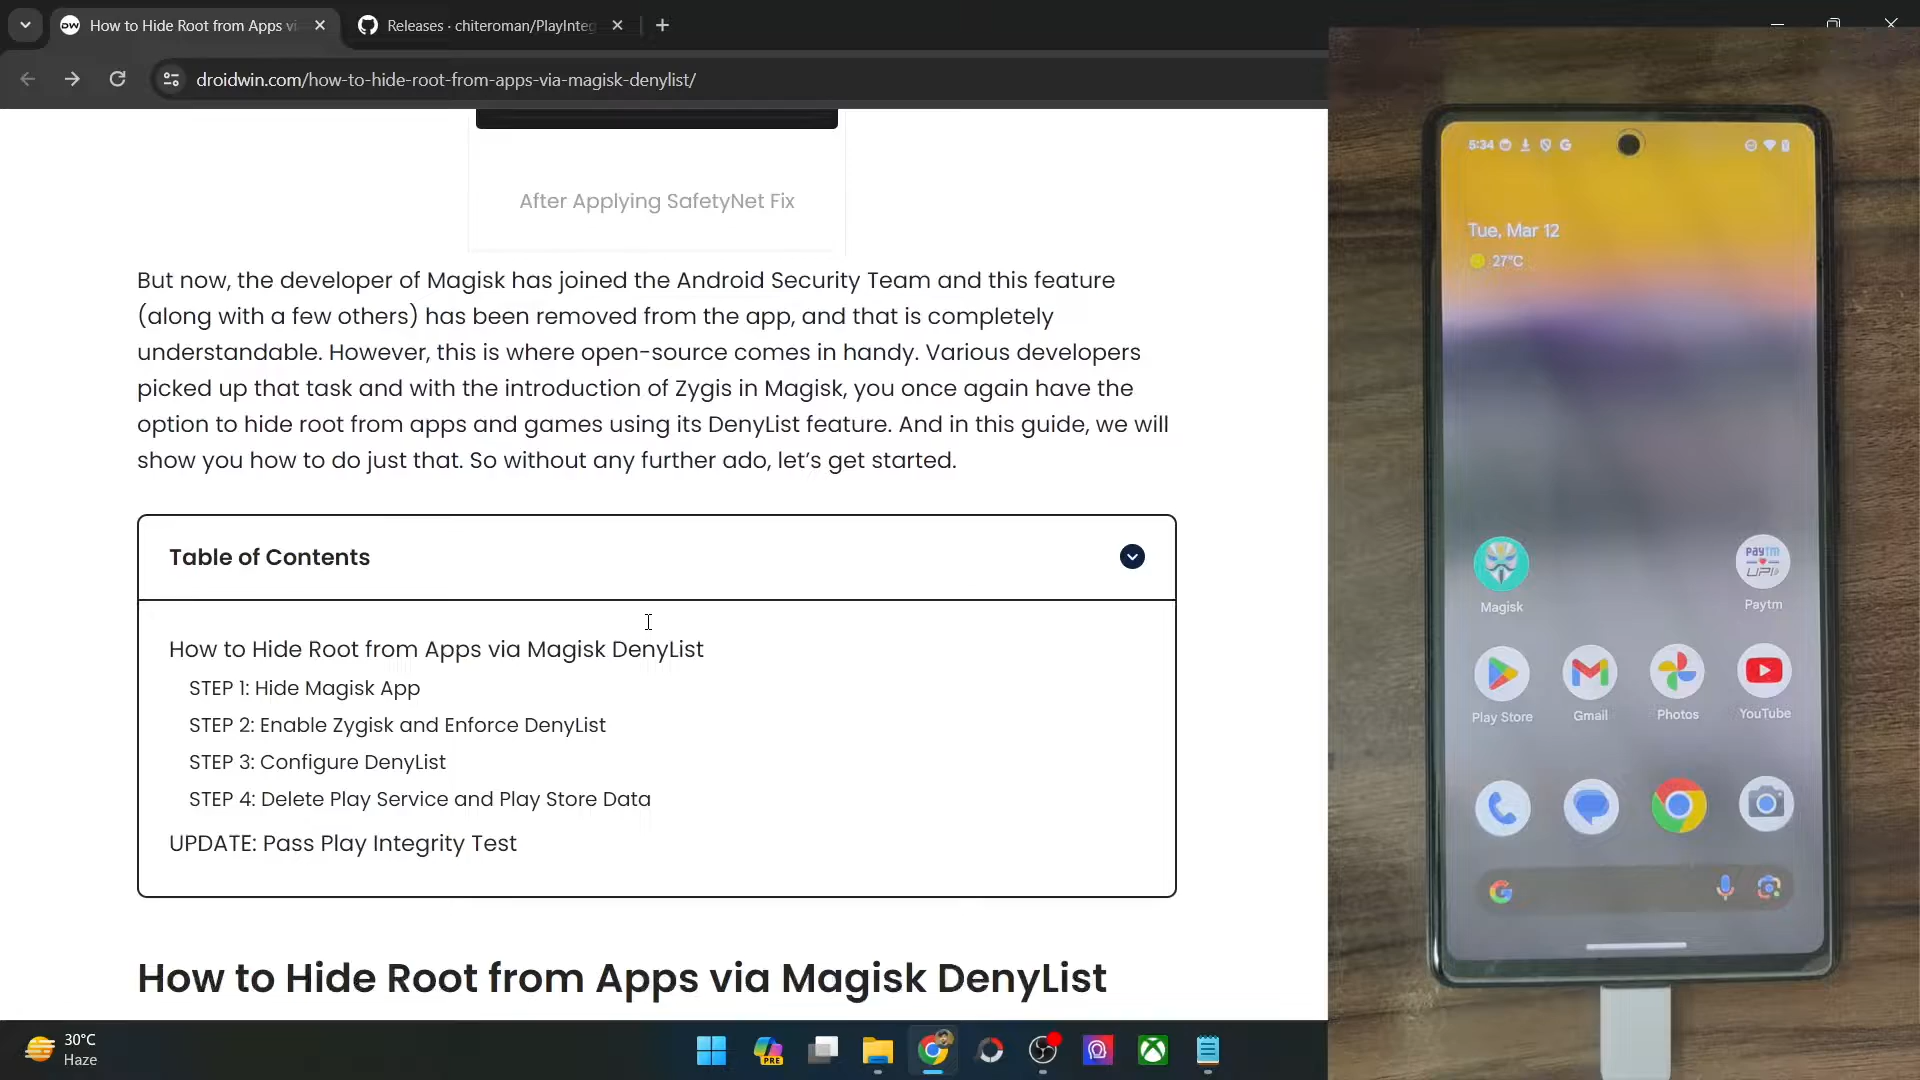 How to Hide Root from Apps vi
Releases · chiteroman/PlayInteg
droidwin.com/how-to-hide-root-from-apps-via-magisk-denylist/
After Applying SafetyNet Fix
But now, the developer of Magisk has joined the Android Security Team and this feature
(along with a few others) has been removed from the app, and that is completely
understandable. However, this is where open-source comes in handy. Various developers
picked up that task and with the introduction of Zygis in Magisk, you once again have the
option to hide root from apps and games using its DenyList feature. And in this guide, we will
show you how to do just that. So without any further ado, let's get started.
Table of Contents
How to Hide Root from Apps via Magisk DenyList
STEP 1: Hide Magisk App
STEP 2: Enable Zygisk and Enforce DenyList
STEP 3: Configure DenyList
STEP 4: Delete Play Service and Play Store Data
UPDATE: Pass Play Integrity Test
How to Hide Root from Apps via Magisk DenyList
30°C
Haze
PRE
5:34
Tue, Mar 12
27°C
Paytm
UPI
Magisk
Paytm
Play Store
Gmail
Photos
YouTube